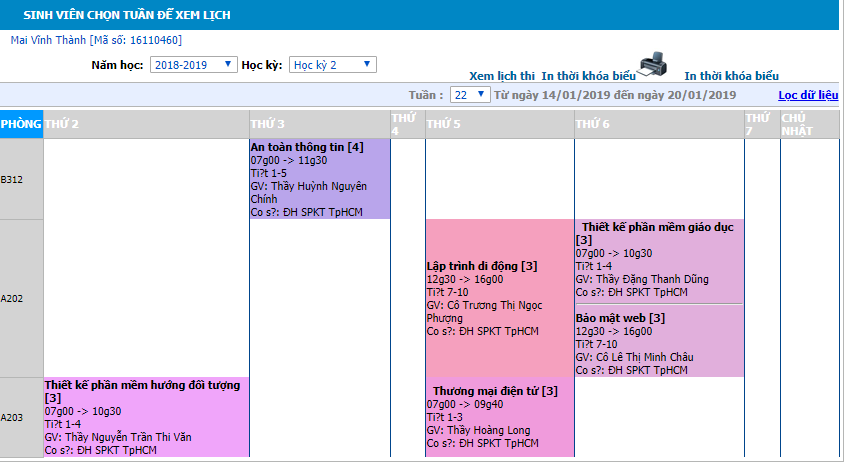 SINH VIÊN CHỌN TUẦN ĐỂ XEM LỊCH
Mai Vĩnh Thành [Mã số: 16110460]
Năm học: 2018-2019 Học kỳ: Học kỳ 2
Xem lịch thi In thời khóa biểu In thời khóa biểu
Tuần : 22 Từ ngày 14/01/2019 đến ngày 20/01/2019 Lọc dữ liệu
PHÒNG THỨ 2 THỨ 3 THỨ 4 THỨ 5 THỨ 6 THỨ 7 CHỦ NHẬT
B312
An toàn thông tin [4]
07g00 -> 11g30
Ti?t 1-5
GV: Thầy Huỳnh Nguyên
Chính
Co s?: ĐH SPKT TpHCM
A202
Lập trình di động [3]
12g30 -> 16g00
Ti?t 7-10
GV: Cô Trương Thị Ngọc
Phượng
Co s?: ĐH SPKT TpHCM
Thiết kế phần mềm giáo dục
[3]
07g00 -> 10g30
Ti?t 1-4
GV: Thầy Đặng Thanh Dũng
Co s?: ĐH SPKT TpHCM
Bảo mật web [3]
12g30 -> 16g00
Ti?t 7-10
GV: Cô Lê Thị Minh Châu
Co s?: ĐH SPKT TpHCM
A203
Thiết kế phần mềm hướng đối tượng
[3]
07g00 -> 10g30
Ti?t 1-4
GV: Thầy Nguyễn Trần Thi Văn
Co s?: ĐH SPKT TpHCM
Thương mại điện tử [3]
07g00 -> 09g40
Ti?t 1-3
GV: Thầy Hoàng Long
Co s?: ĐH SPKT TpHCM